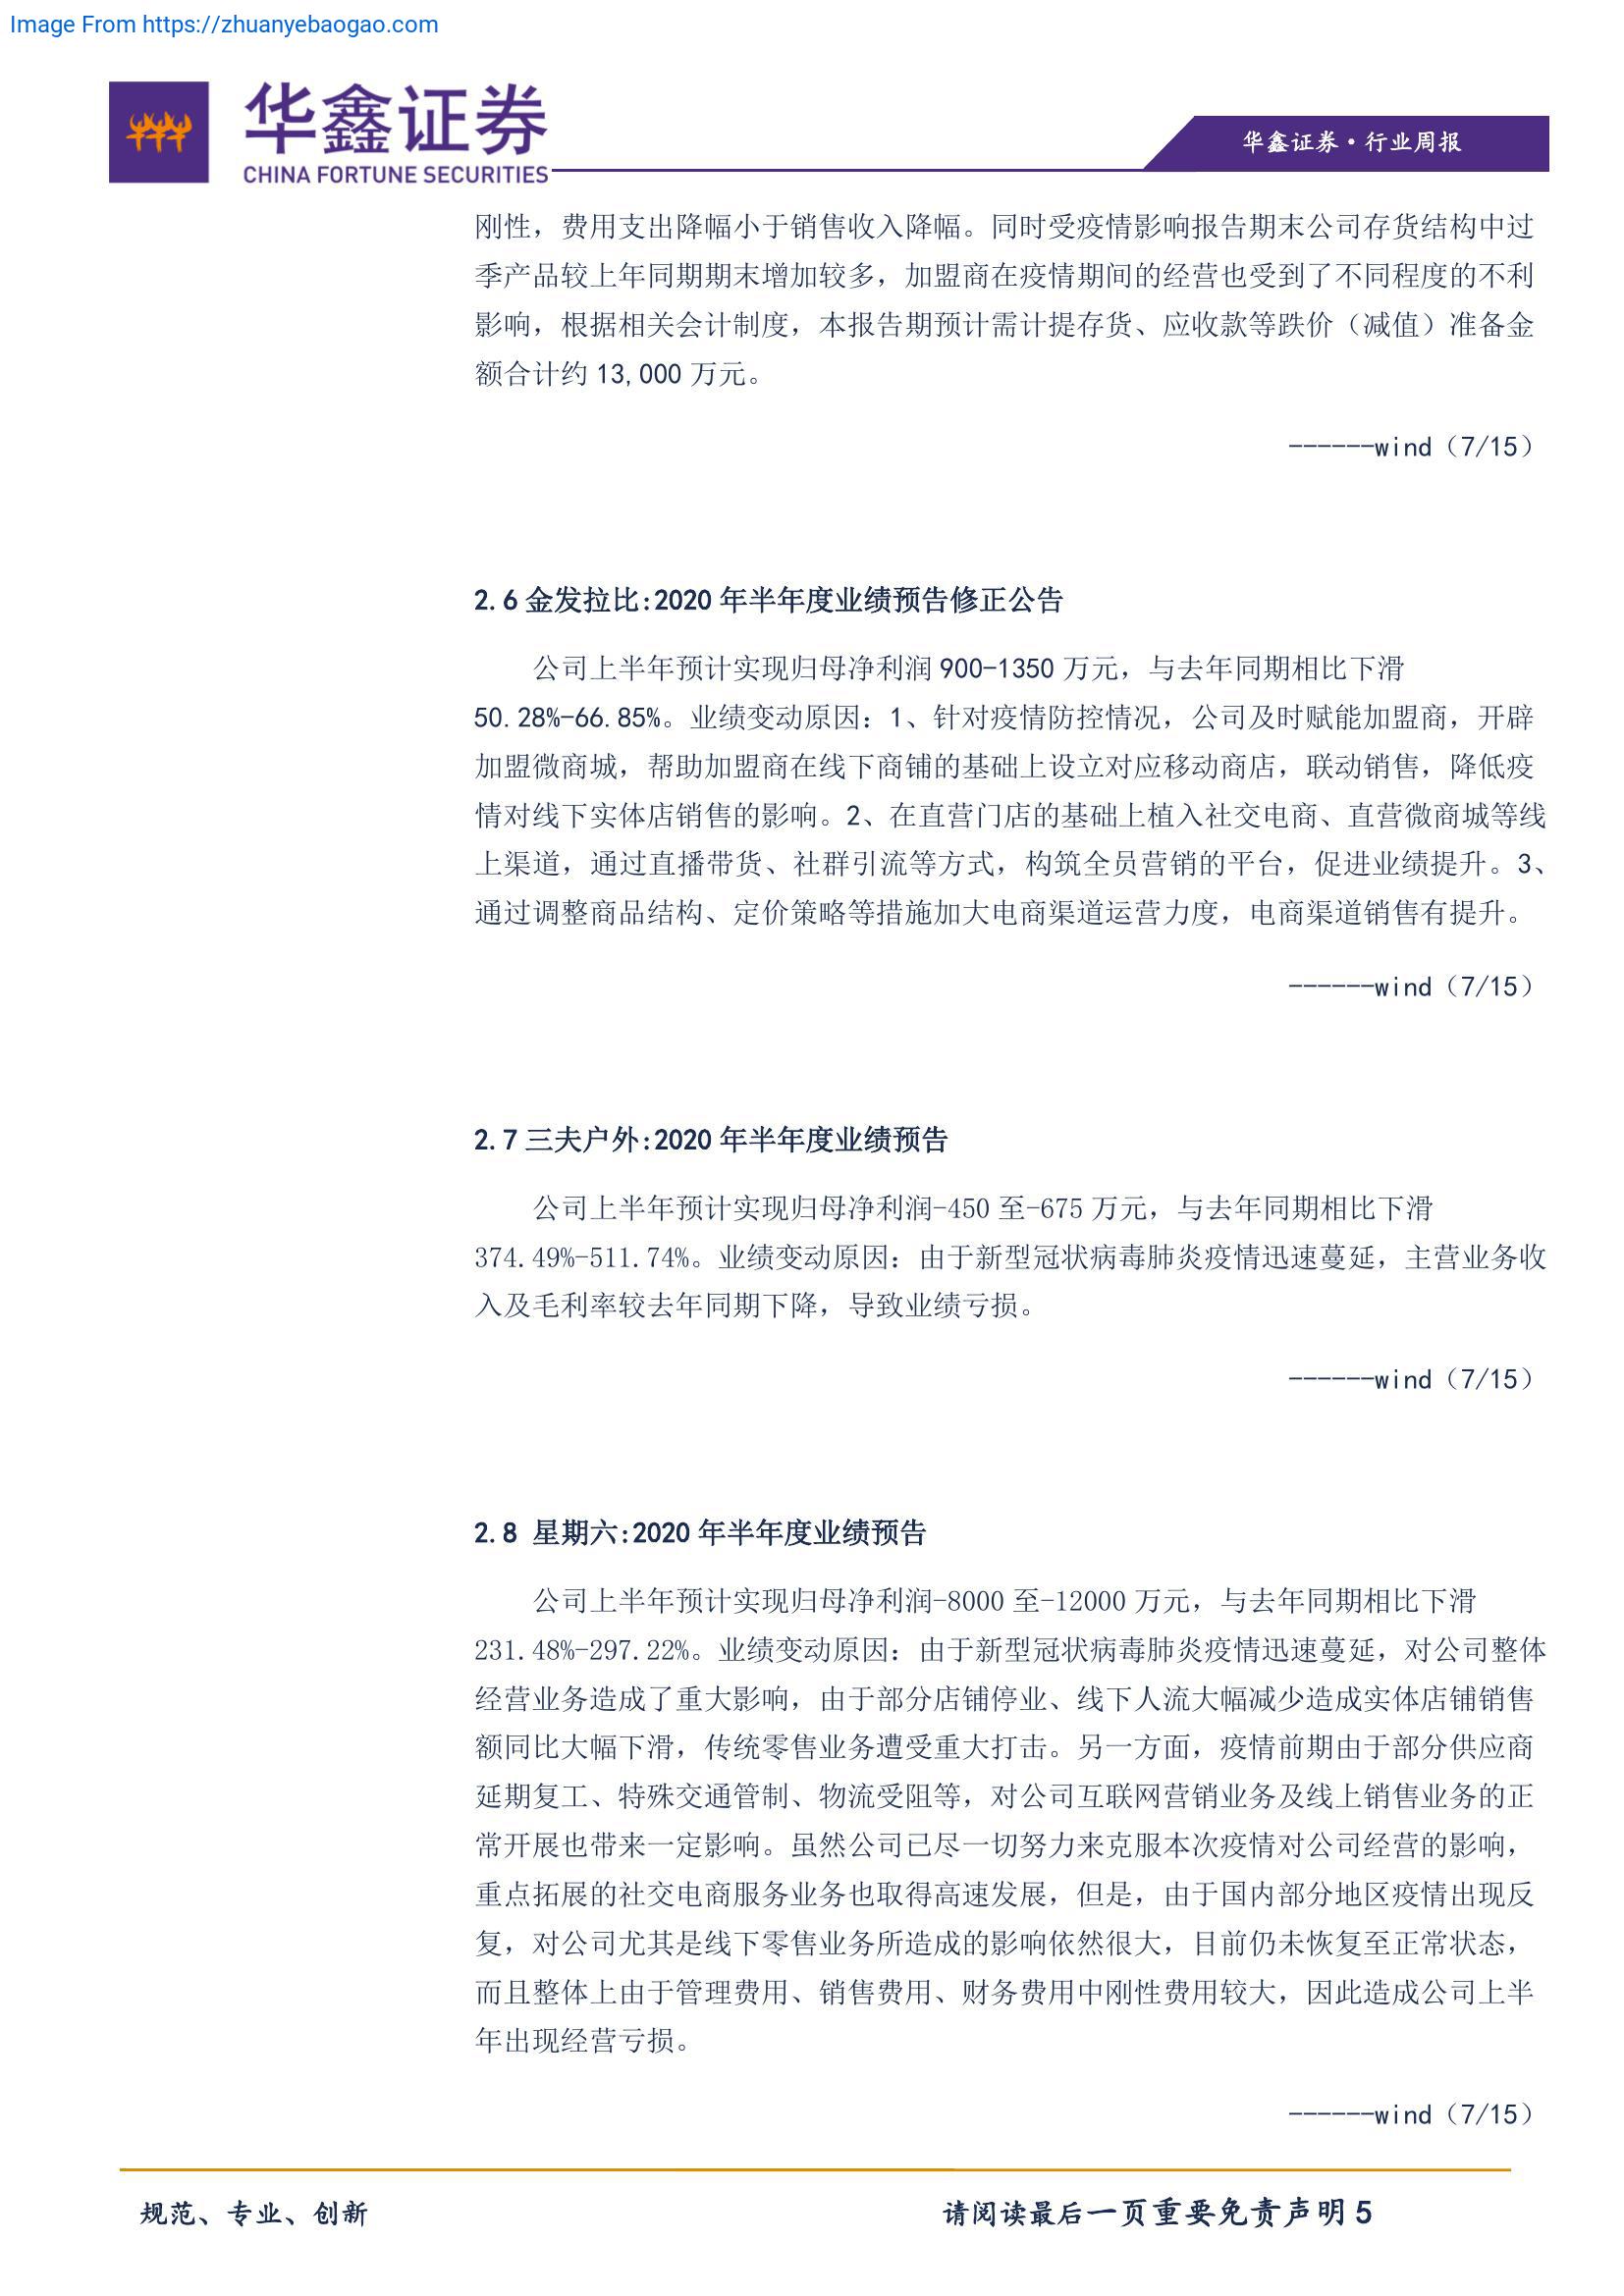 Image From https://zhuanyebaogao.com
华鑫证券
CHINA FORTUNE SECURITIES
华鑫证券·行业周报
刚性，费用支出降幅小于销售收入降幅。同时受疫情影响报告期末公司存货结构中过
季产品较上年同期期末增加较多，加盟商在疫情期间的经营也受到了不同程度的不利
影响，根据相关会计制度，本报告期预计需计提存货、应收款等跌价（减值）准备金
额合计约 13,000 万元。
------wind（7/15）
2.6 金发拉比:2020 年半年度业绩预告修正公告
公司上半年预计实现归母净利润 900-1350 万元，与去年同期相比下滑
50.28%-66.85%。业绩变动原因：1、针对疫情防控情况，公司及时赋能加盟商，开辟
加盟微商城，帮助加盟商在线下商铺的基础上设立对应移动商店，联动销售，降低疫
情对线下实体店销售的影响。2、在直营门店的基础上植入社交电商、直营微商城等线
上渠道，通过直播带货、社群引流等方式，构筑全员营销的平台，促进业绩提升。3、
通过调整商品结构、定价策略等措施加大电商渠道运营力度，电商渠道销售有提升。
------wind（7/15）
2.7 三夫户外:2020 年半年度业绩预告
公司上半年预计实现归母净利润-450 至-675 万元，与去年同期相比下滑
374.49%-511.74%。业绩变动原因：由于新型冠状病毒肺炎疫情迅速蔓延，主营业务收
入及毛利率较去年同期下降，导致业绩亏损。
------wind（7/15）
2.8 星期六:2020 年半年度业绩预告
公司上半年预计实现归母净利润-8000 至-12000 万元，与去年同期相比下滑
231.48%-297.22%。业绩变动原因：由于新型冠状病毒肺炎疫情迅速蔓延，对公司整体
经营业务造成了重大影响，由于部分店铺停业、线下人流大幅减少造成实体店铺销售
额同比大幅下滑，传统零售业务遭受重大打击。另一方面，疫情前期由于部分供应商
延期复工、特殊交通管制、物流受阻等，对公司互联网营销业务及线上销售业务的正
常开展也带来一定影响。虽然公司已尽一切努力来克服本次疫情对公司经营的影响，
重点拓展的社交电商服务业务也取得高速发展，但是，由于国内部分地区疫情出现反
复，对公司尤其是线下零售业务所造成的影响依然很大，目前仍未恢复至正常状态，
而且整体上由于管理费用、销售费用、财务费用中刚性费用较大，因此造成公司上半
年出现经营亏损。
------wind（7/15）
规范、专业、创新
请阅读最后一页重要免责声明 5